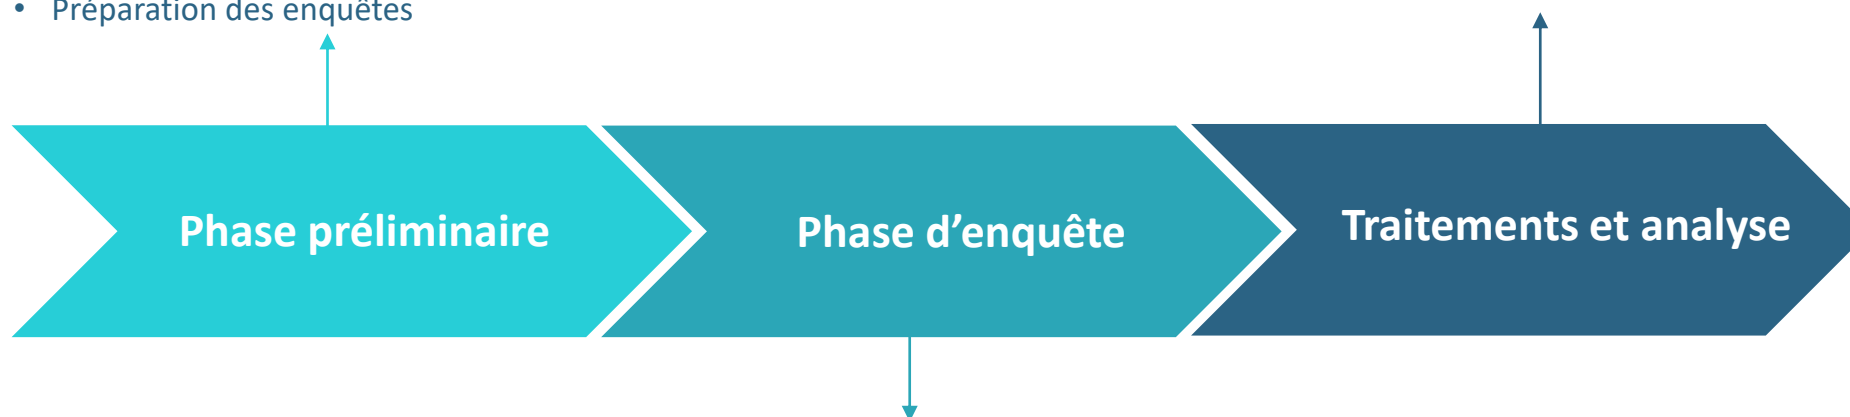 • Préparation des enquêtes
Phase préliminaire
Phase d’enquête
Traitements et analyse